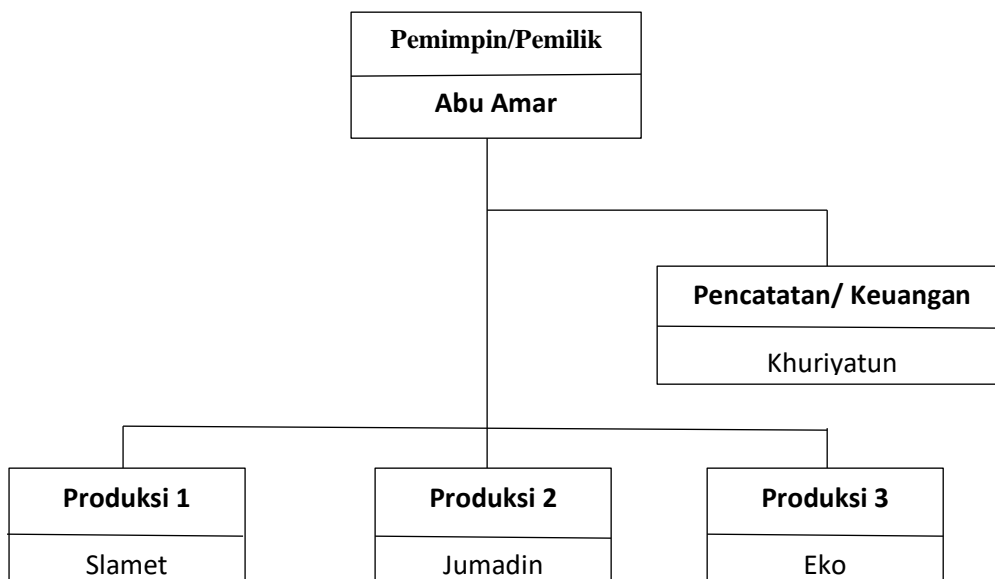 Pemimpin/Pemilik
Abu Amar
Pencatatan/ Keuangan
Khuriyatun
Produksi 1
Produksi 2
Produksi 3
Slamet
Jumadin
Eko